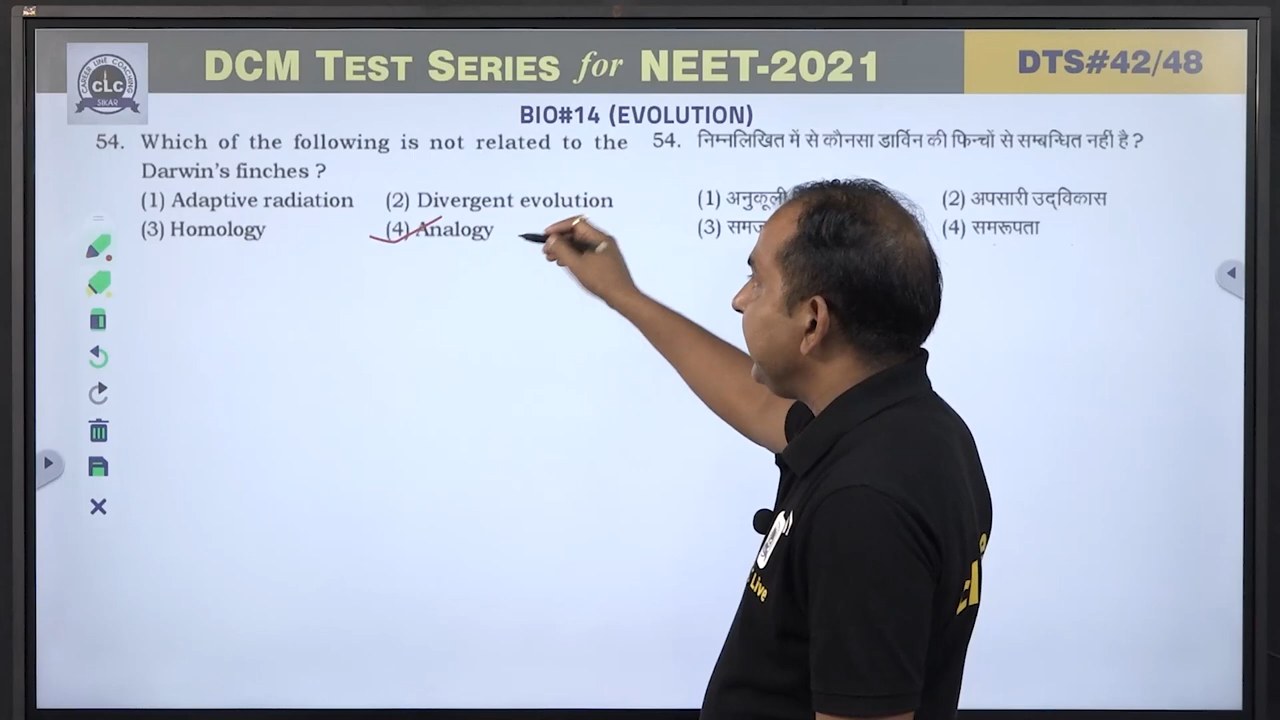 DCM TEST SERIES for NEET-2021
DTS#42/48
CAREER LINE COACHING
CLC
SIKAR
BIO#14 (EVOLUTION)
54. Which of the following is not related to the
Darwin's finches ?
(1) Adaptive radiation (2) Divergent evolution
(3) Homology (4) Analogy
54. निम्नलिखित में से कौनसा डार्विन की फिन्चों से सम्बन्धित नहीं है ?
(1) अनुकूली (2) अपसारी उद्विकास
(3) (4) समरूपता
Live